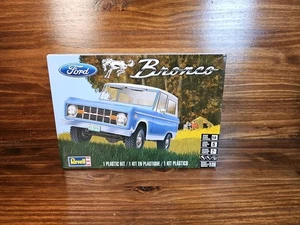 Ford
Bronco
Revell
1 PLASTIC KIT / 1 KIT EN PLASTIQUE / 1 KIT PLÁSTICO